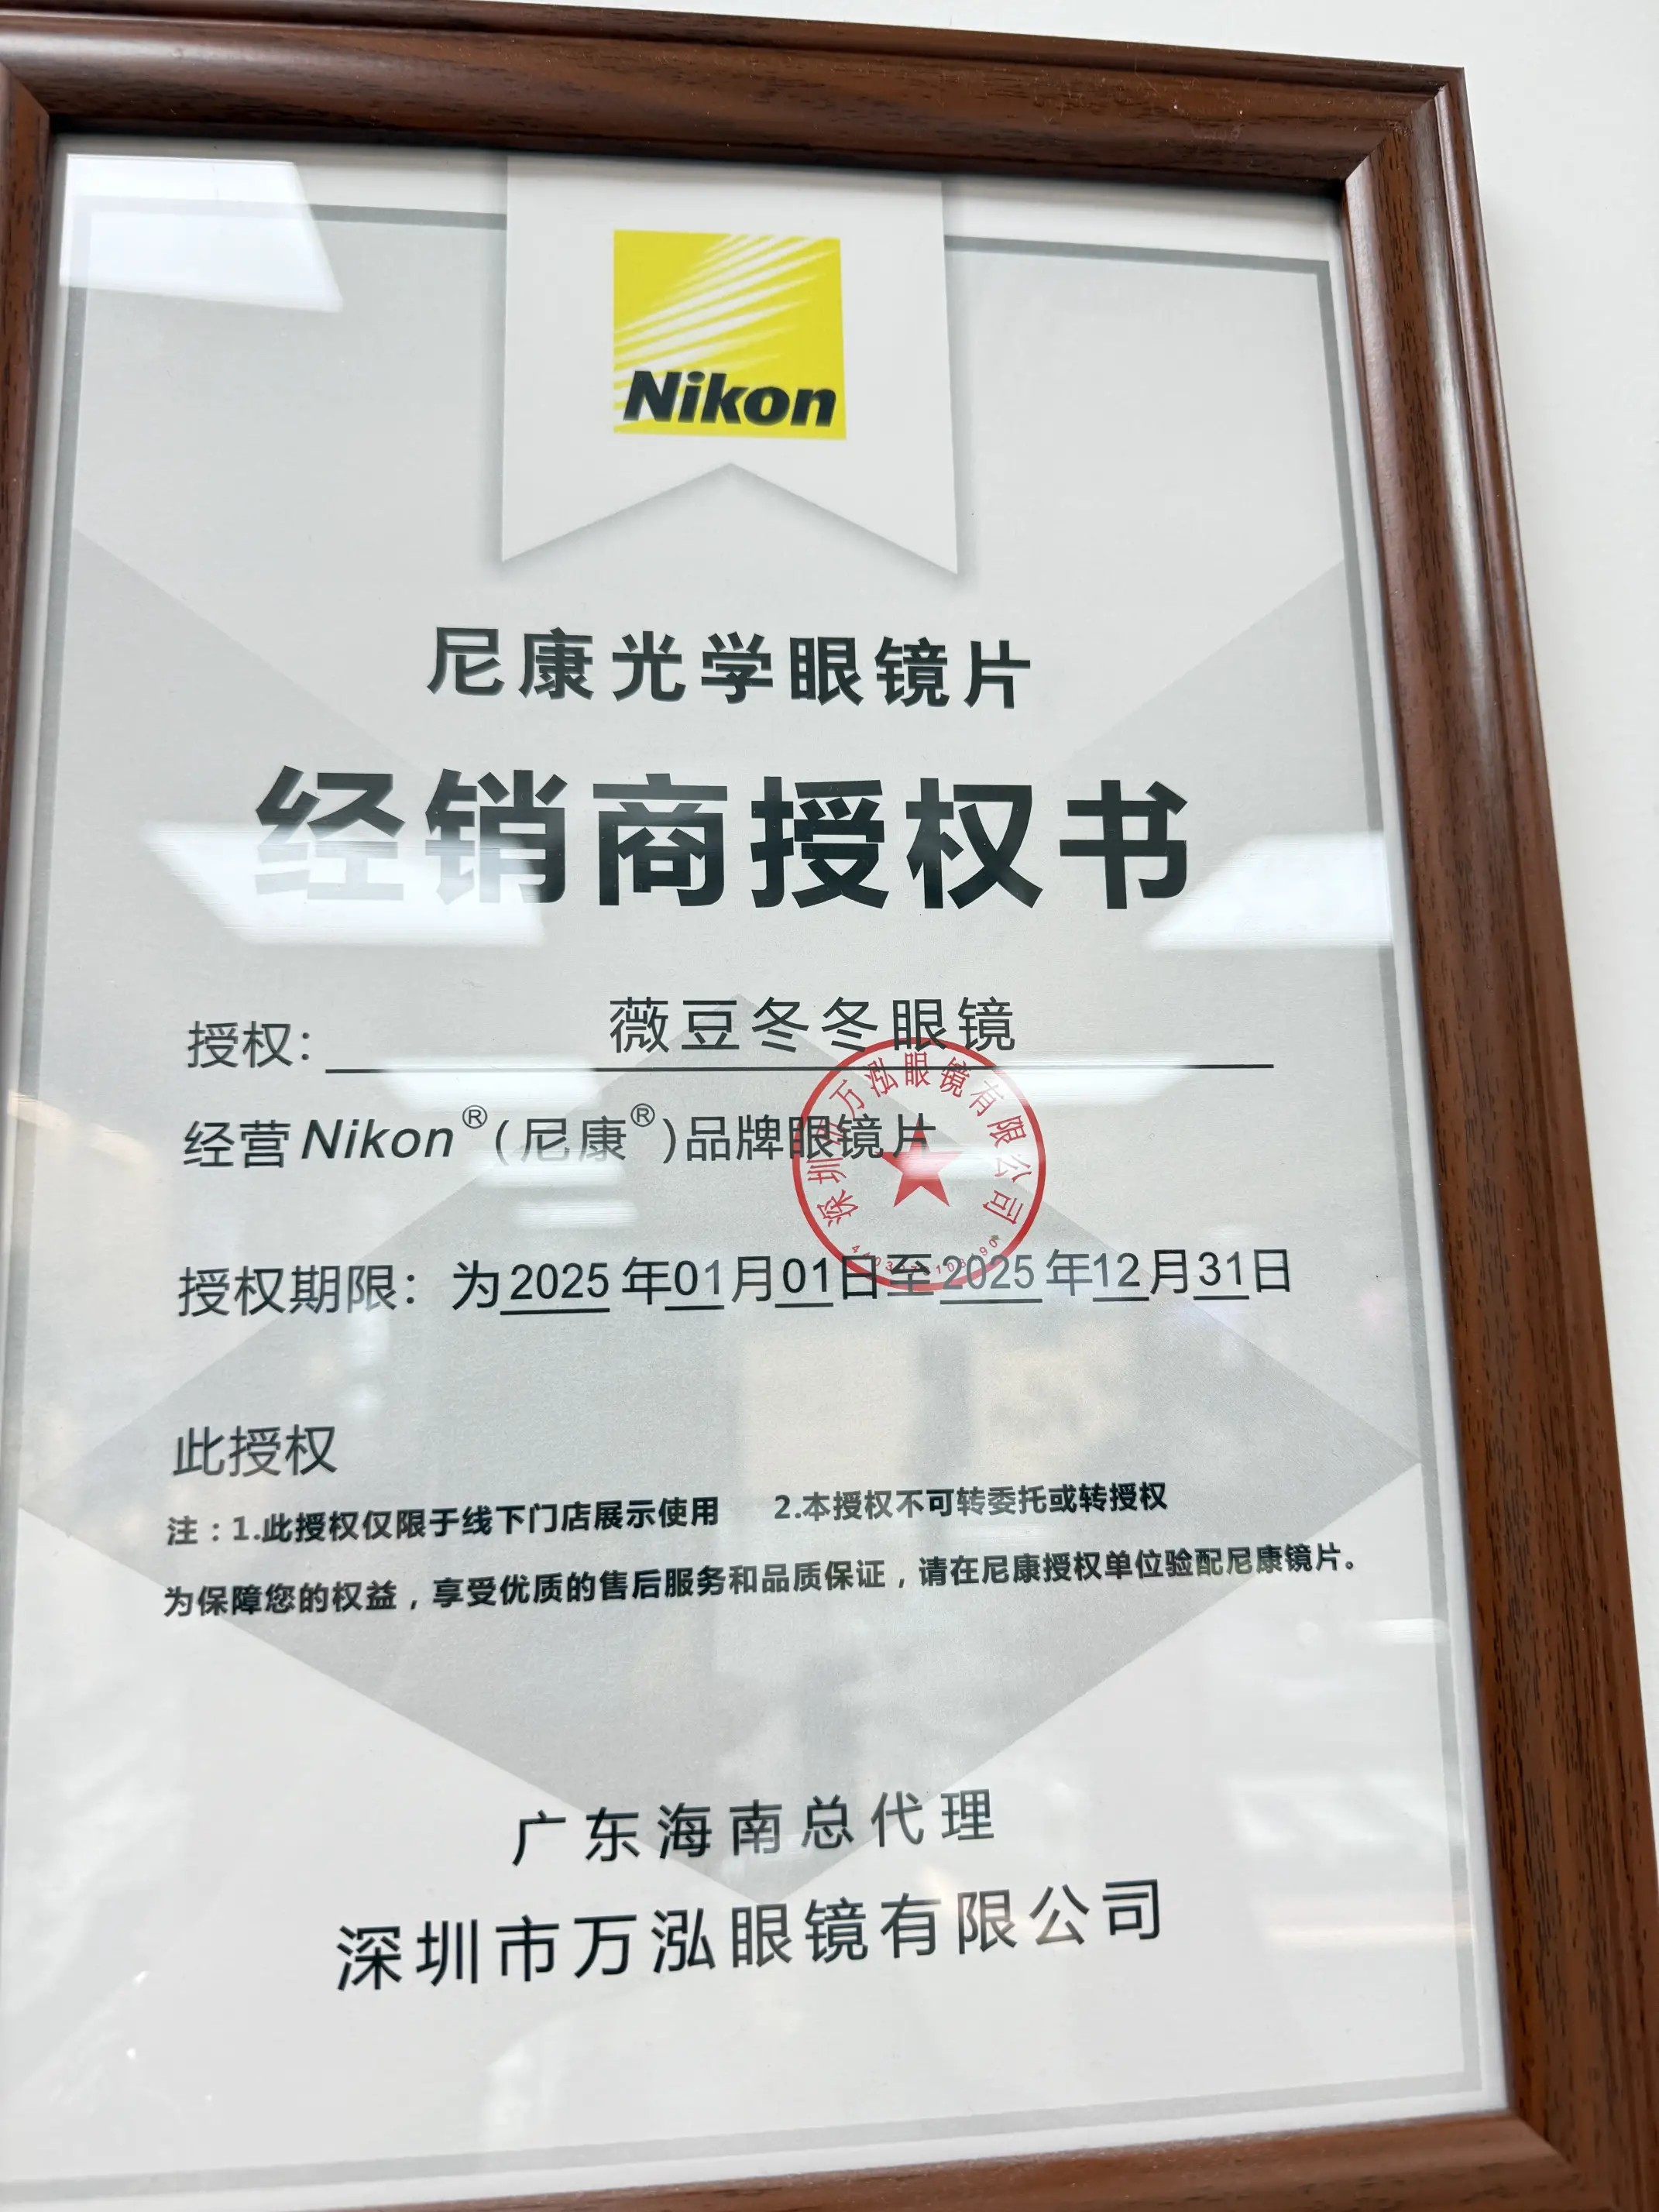 Nikon
尼康光学眼镜片
经销商授权书
授权：薇豆冬冬眼镜
经营Nikon®(尼康®)品牌眼镜片
深圳市万泓眼镜有限公司
授权期限：为2025年01月01日至2025年12月31日
此授权
注：1.此授权仅限于线下门店展示使用 2.本授权不可转委托或转授权
为保障您的权益，享受优质的售后服务和品质保证，请在尼康授权单位验配尼康镜片。
广东海南总代理
深圳市万泓眼镜有限公司